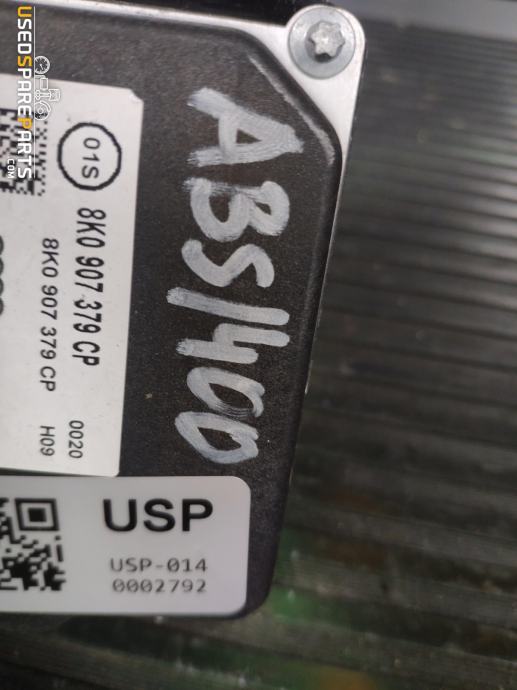 USEDSPAREPARTS
.COM
01S
8K0 907 379 CP
8K0 907 379 CP
0020
H09
ABS1400
USP
USP-014
0002792